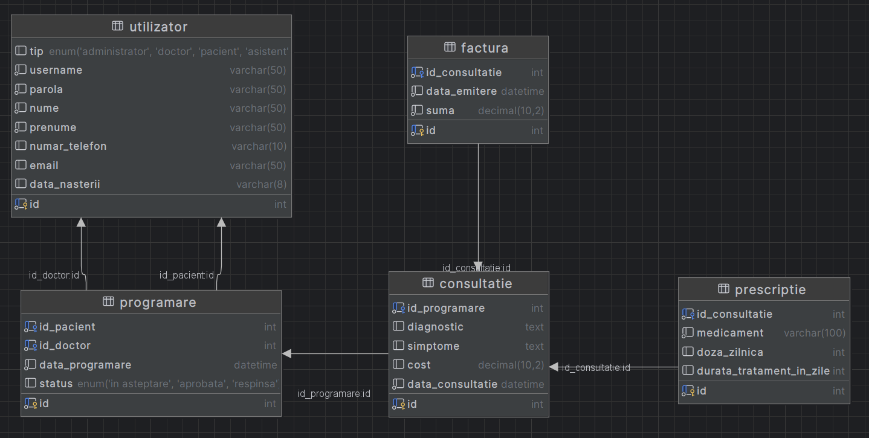 utilizator
tip enum('administrator', 'doctor', 'pacient', 'asistent'
username varchar(50)
parola varchar(50)
nume varchar(50)
prenume varchar(50)
numar_telefon varchar(10)
email varchar(50)
data_nasterii varchar(8)
id int
factura
id_consultatie int
data_emitere datetime
suma decimal(10,2)
id int
id_doctor:id
id_pacient:id
id_consultatie:id
programare
id_pacient int
id_doctor int
data_programare datetime
status enum('in asteptare', 'aprobata', 'respinsa'
id int
id_programare:id
consultatie
id_programare int
diagnostic text
simptome text
cost decimal(10,2)
data_consultatie datetime
id int
id_consultatie:id
prescriptie
id_consultatie int
medicament varchar(100)
doza_zilnica int
durata_tratament_in_zile int
id int